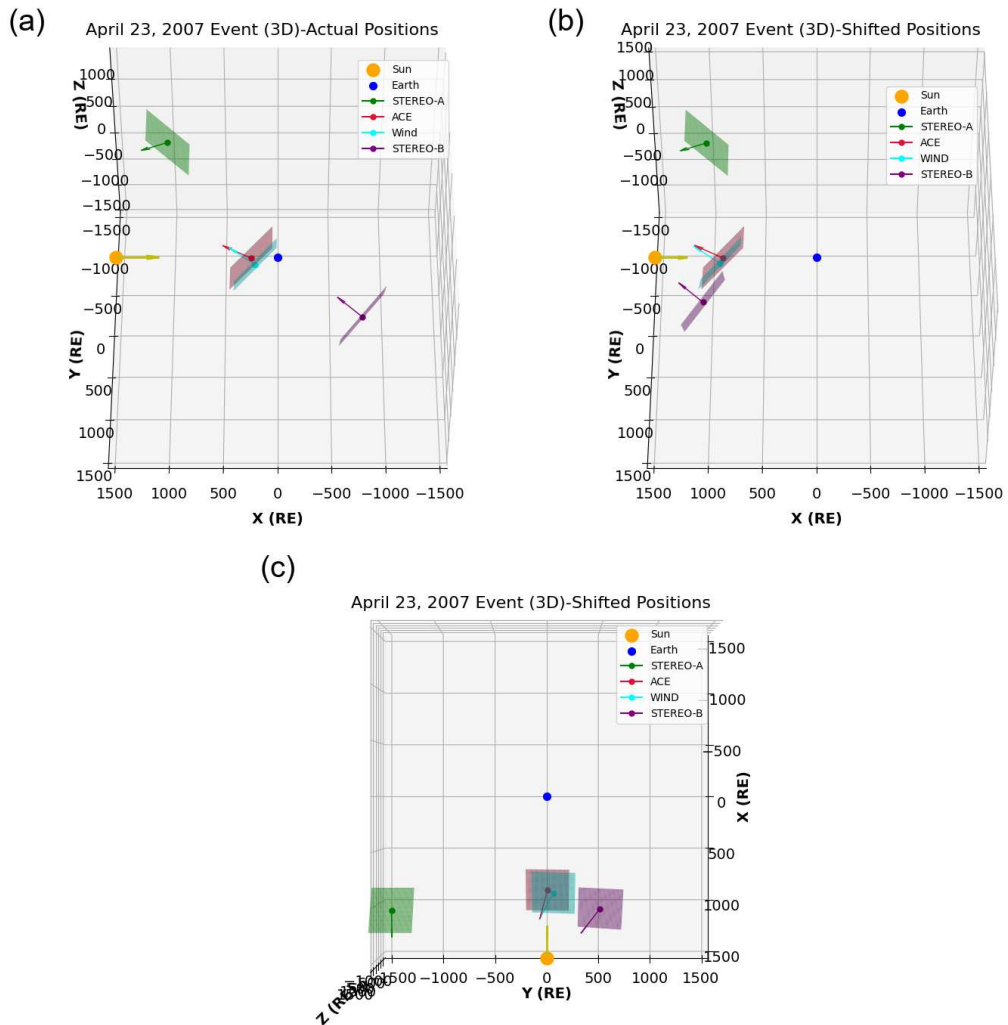 (a)
April 23, 2007 Event (3D)-Actual Positions
Sun
Earth
STEREO-A
ACE
Wind
STEREO-B
Z (RE)
1000
500
0
−500
−1000
−1500
−1500
−1000
−500
0
500
1000
1500
Y (RE)
1500 1000 500 0 −500 −1000 −1500
X (RE)
(b)
April 23, 2007 Event (3D)-Shifted Positions
Sun
Earth
STEREO-A
ACE
WIND
STEREO-B
Z (RE)
1500
1000
500
0
−500
−1000
−1500
−1500
−1000
−500
0
500
1000
1500
Y (RE)
1500 1000 500 0 −500 −1000 −1500
X (RE)
(c)
April 23, 2007 Event (3D)-Shifted Positions
Sun
Earth
STEREO-A
ACE
WIND
STEREO-B
−1500
−1000
−500
0
500
1000
1500
X (RE)
−1500 −1000 −500 0 500 1000 1500
Y (RE)